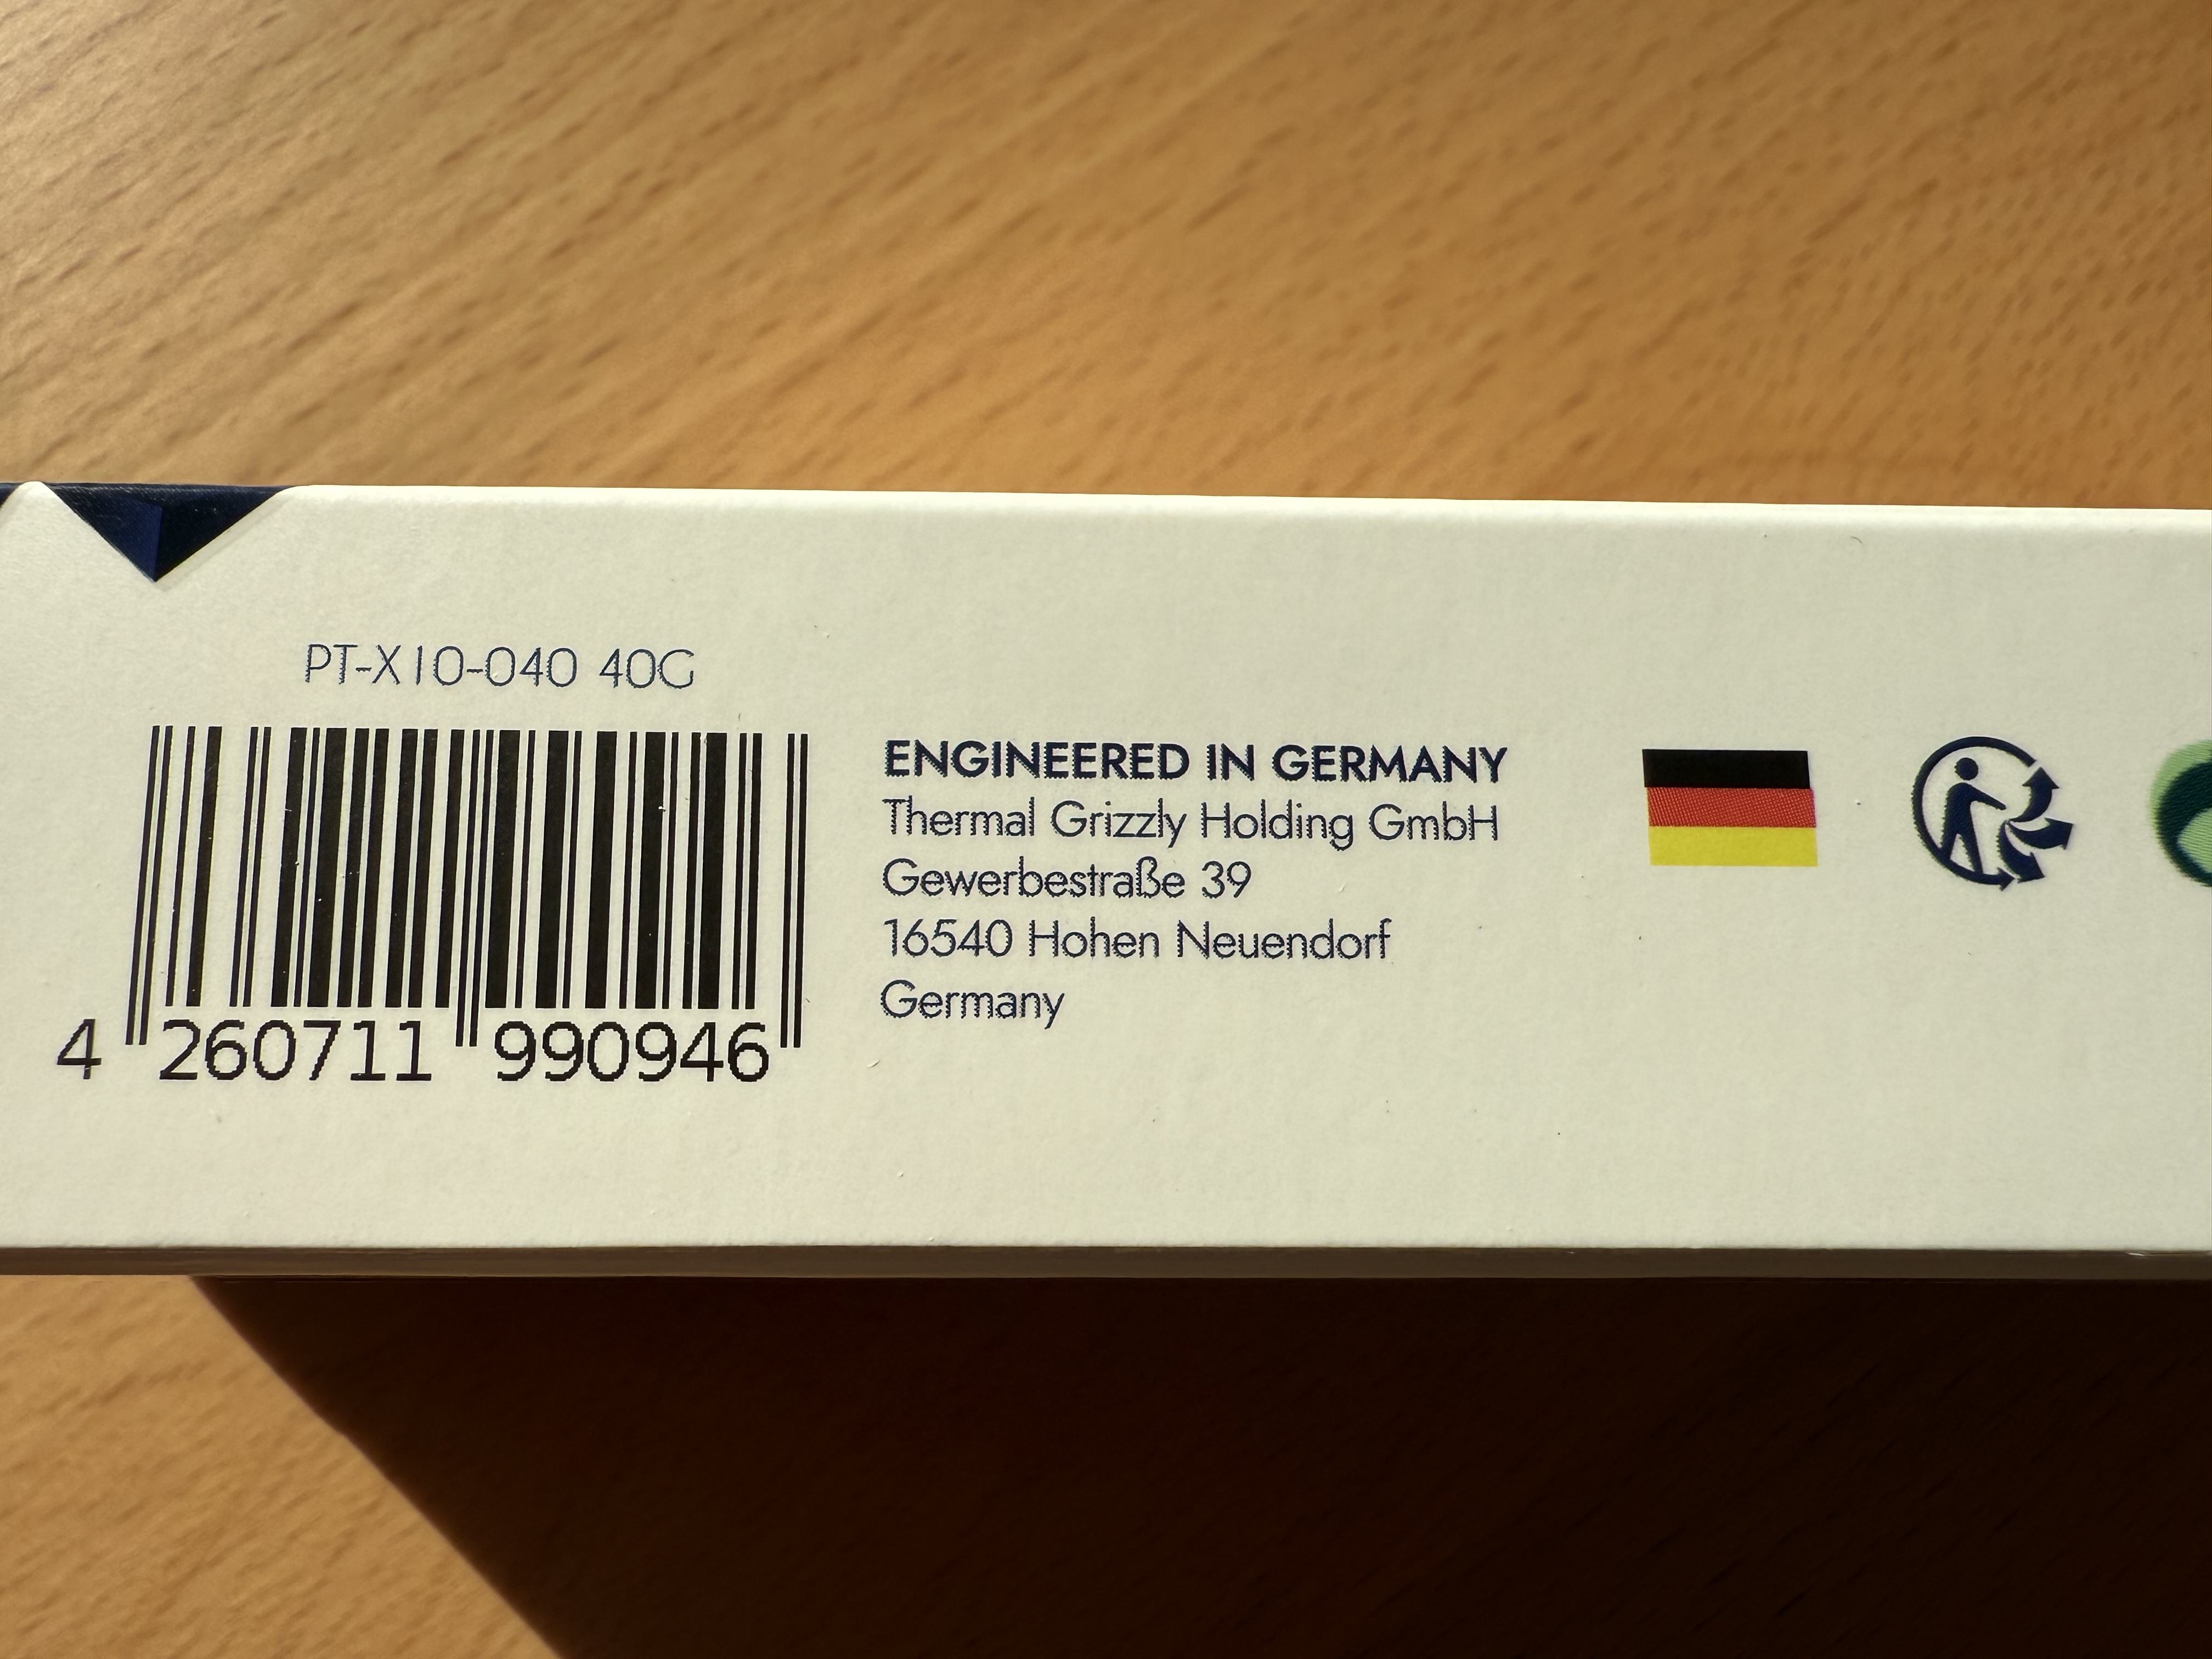 PT-X10-040 40G
4 260711 990946
ENGINEERED IN GERMANY
Thermal Grizzly Holding GmbH
Gewerbestraße 39
16540 Hohen Neuendorf
Germany